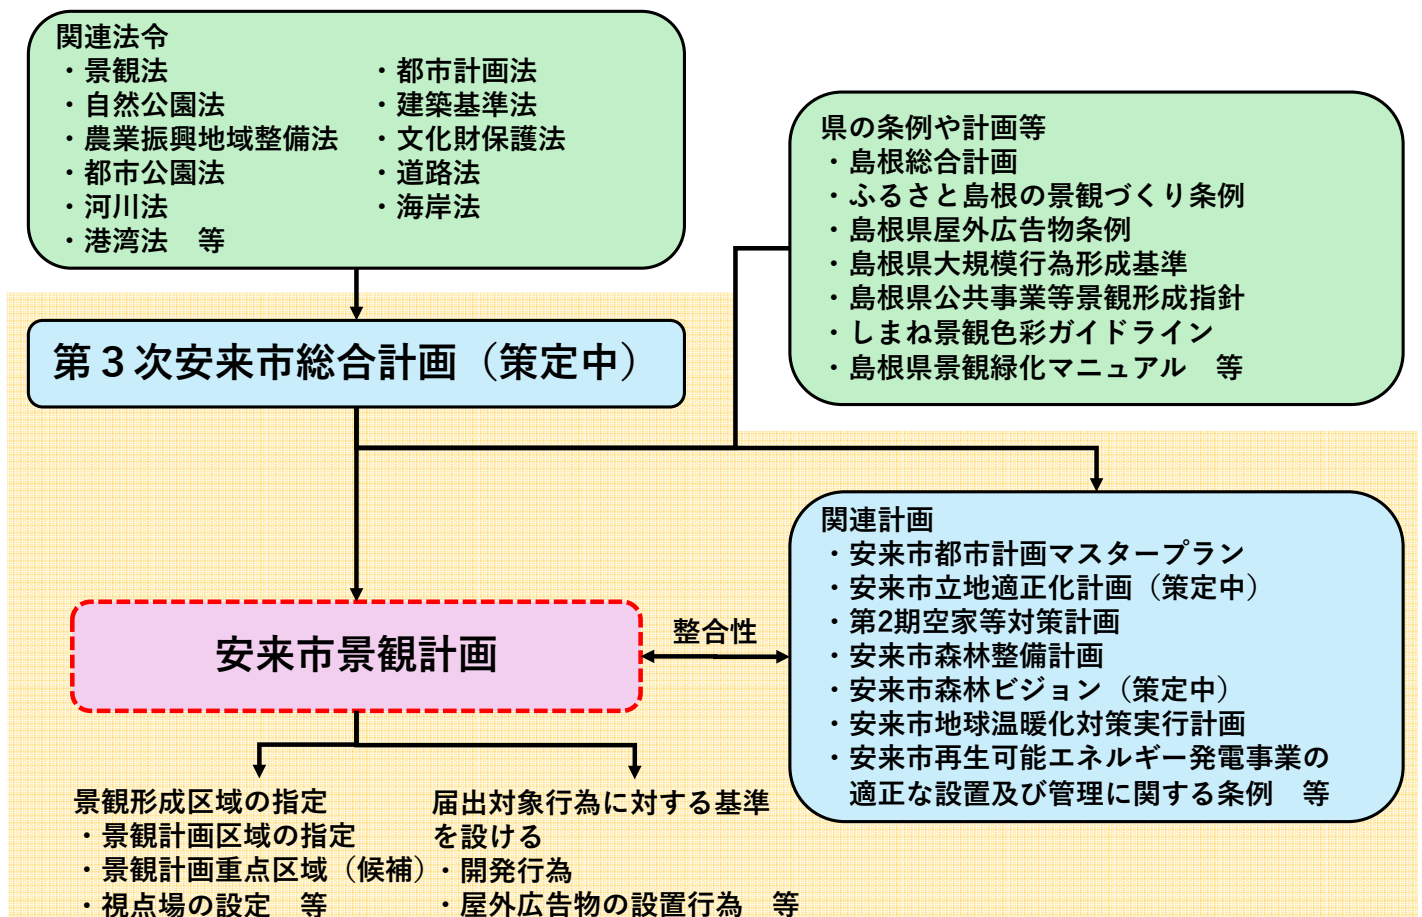 関連法令
・景観法
・自然公園法
・農業振興地域整備法
・都市公園法
・河川法
・港湾法　等
・都市計画法
・建築基準法
・文化財保護法
・道路法
・海岸法
県の条例や計画等
・島根総合計画
・ふるさと島根の景観づくり条例
・島根県屋外広告物条例
・島根県大規模行為形成基準
・島根県公共事業等景観形成指針
・しまね景観色彩ガイドライン
・島根県景観緑化マニュアル　等
第３次安来市総合計画（策定中）
関連計画
・安来市都市計画マスタープラン
・安来市立地適正化計画（策定中）
・第2期空家等対策計画
・安来市森林整備計画
・安来市森林ビジョン（策定中）
・安来市地球温暖化対策実行計画
・安来市再生可能エネルギー発電事業の
適正な設置及び管理に関する条例　等
整合性
安来市景観計画
景観形成区域の指定
・景観計画区域の指定
・景観計画重点区域（候補）
・視点場の設定　等
届出対象行為に対する基準
を設ける
・開発行為
・屋外広告物の設置行為　等